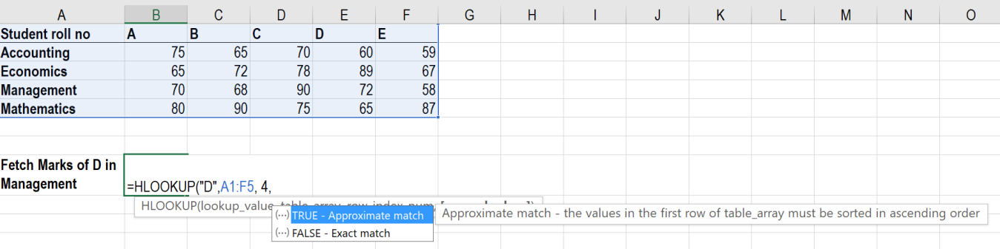 A B C D E F G H I J K L M N O
Student roll no A B C D E
Accounting 75 65 70 60 59
Economics 65 72 78 89 67
Management 70 68 90 72 58
Mathematics 80 90 75 65 87
Fetch Marks of D in
Management =HLOOKUP("D",A1:F5, 4,
HLOOKUP(lookup_value
(...) TRUE - Approximate match Approximate match - the values in the first row of table_array must be sorted in ascending order
(...) FALSE - Exact match